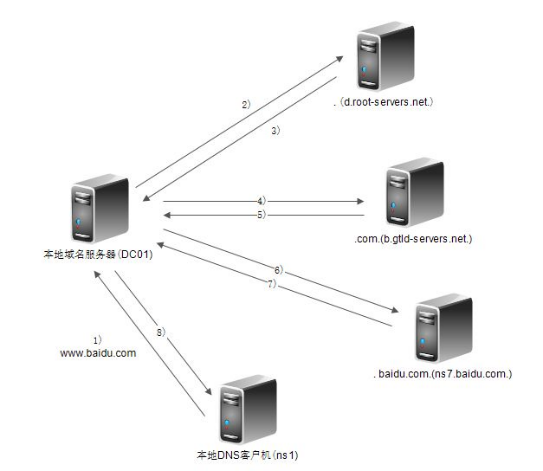 2)
. (d.root-servers.net.)
3)
4)
5)
.com.(b.gtld-servers.net.)
本地域名服务器(DC01)
6)
7)
1)
www.baidu.com
8)
. baidu.com.(ns7.baidu.com.)
本地DNS客户机(ns1)